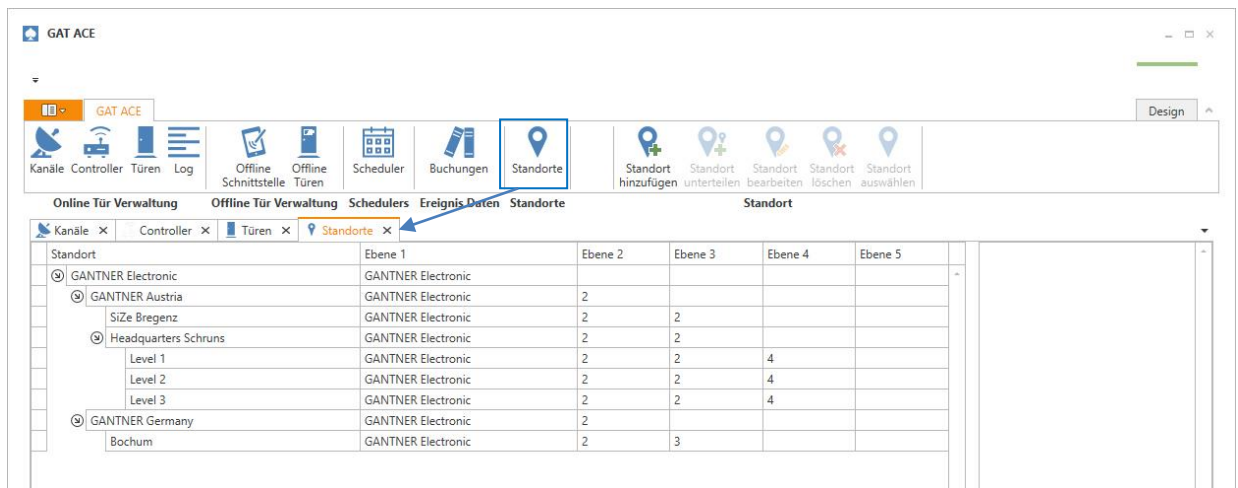 GAT ACE
GAT ACE
Design
Kanäle Controller Türen Log Offline Schnittstelle Offline Türen Scheduler Buchungen Standorte Standort hinzufügen Standort unterteilen Standort bearbeiten Standort löschen Standort auswählen
Online Tür Verwaltung Offline Tür Verwaltung Schedulers Ereignis Daten Standorte Standort
Kanäle Controller Türen Standorte
Standort Ebene 1 Ebene 2 Ebene 3 Ebene 4 Ebene 5
GANTNER Electronic GANTNER Electronic
GANTNER Austria GANTNER Electronic 2
SiZe Bregenz GANTNER Electronic 2 2
Headquarters Schruns GANTNER Electronic 2 2
Level 1 GANTNER Electronic 2 2 4
Level 2 GANTNER Electronic 2 2 4
Level 3 GANTNER Electronic 2 2 4
GANTNER Germany GANTNER Electronic 2
Bochum GANTNER Electronic 2 3